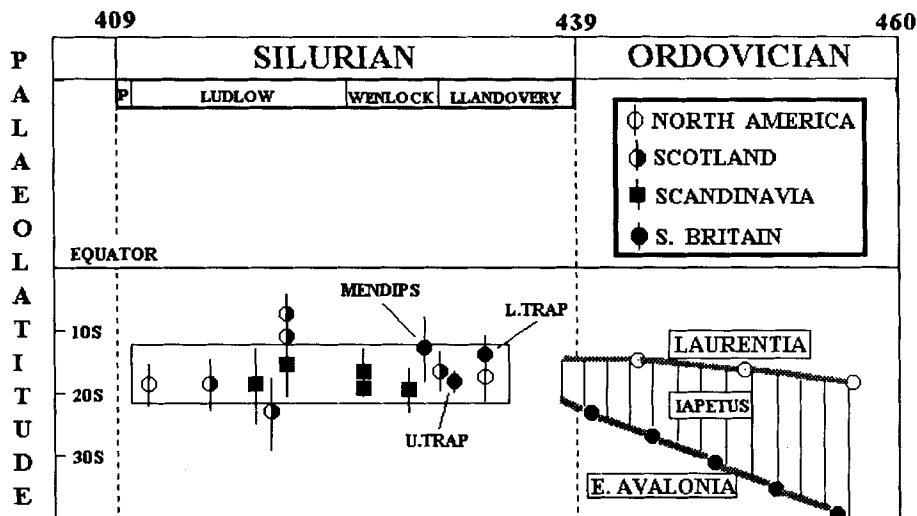 409 439 460
SILURIAN ORDOVICIAN
P LUDLOW WENLOCK LLANDOVERY
NORTH AMERICA
SCOTLAND
SCANDINAVIA
S. BRITAIN
PALAEOLATITUDE
EQUATOR
MENDIPS
L.TRAP
10S
LAURENTIA
20S
IAPETUS
U.TRAP
30S
E. AVALONIA